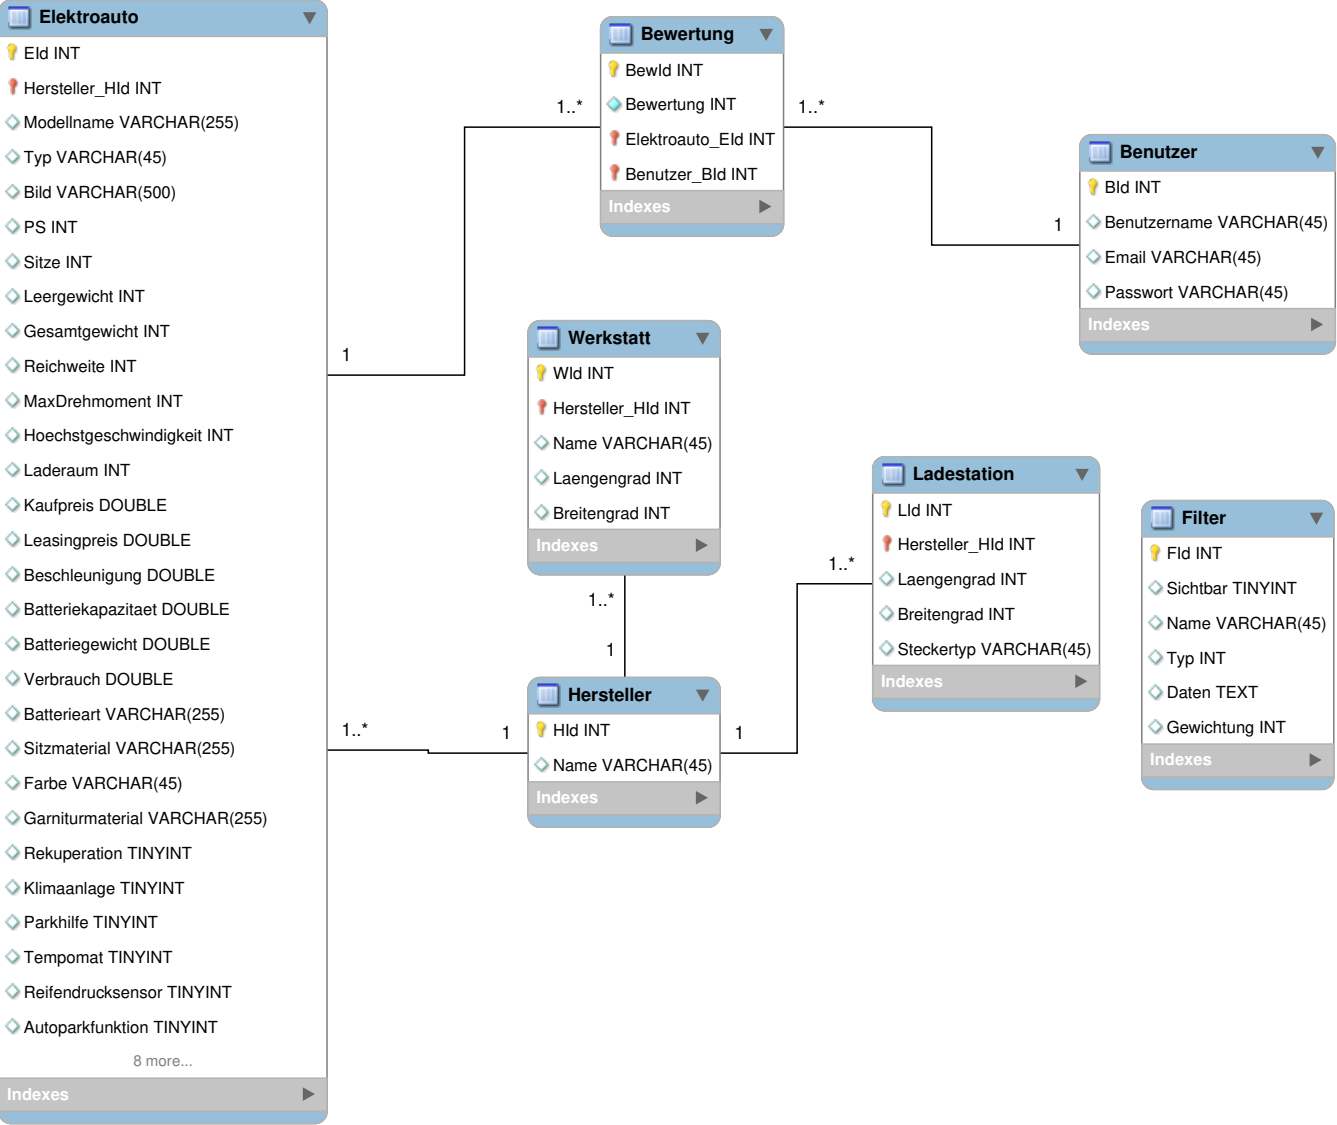 Elektroauto
EId INT
Hersteller_HId INT
Modellname VARCHAR(255)
Typ VARCHAR(45)
Bild VARCHAR(500)
PS INT
Sitze INT
Leergewicht INT
Gesamtgewicht INT
Reichweite INT
MaxDrehmoment INT
Hoechstgeschwindigkeit INT
Laderaum INT
Kaufpreis DOUBLE
Leasingpreis DOUBLE
Beschleunigung DOUBLE
Batteriekapazitaet DOUBLE
Batteriegewicht DOUBLE
Verbrauch DOUBLE
Batterieart VARCHAR(255)
Sitzmaterial VARCHAR(255)
Farbe VARCHAR(45)
Garniturmaterial VARCHAR(255)
Rekuperation TINYINT
Klimaanlage TINYINT
Parkhilfe TINYINT
Tempomat TINYINT
Reifendrucksensor TINYINT
Autoparkfunktion TINYINT
8 more...
Indexes
1
1..*
1..*
1
Bewertung
BewId INT
Bewertung INT
Elektroauto_EId INT
Benutzer_BId INT
Indexes
1..*
1
Benutzer
BId INT
Benutzername VARCHAR(45)
Email VARCHAR(45)
Passwort VARCHAR(45)
Indexes
Werkstatt
WId INT
Hersteller_HId INT
Name VARCHAR(45)
Laengengrad INT
Breitengrad INT
Indexes
1..*
1
Hersteller
HId INT
Name VARCHAR(45)
Indexes
1
1..*
Ladestation
LId INT
Hersteller_HId INT
Laengengrad INT
Breitengrad INT
Steckertyp VARCHAR(45)
Indexes
Filter
FId INT
Sichtbar TINYINT
Name VARCHAR(45)
Typ INT
Daten TEXT
Gewichtung INT
Indexes